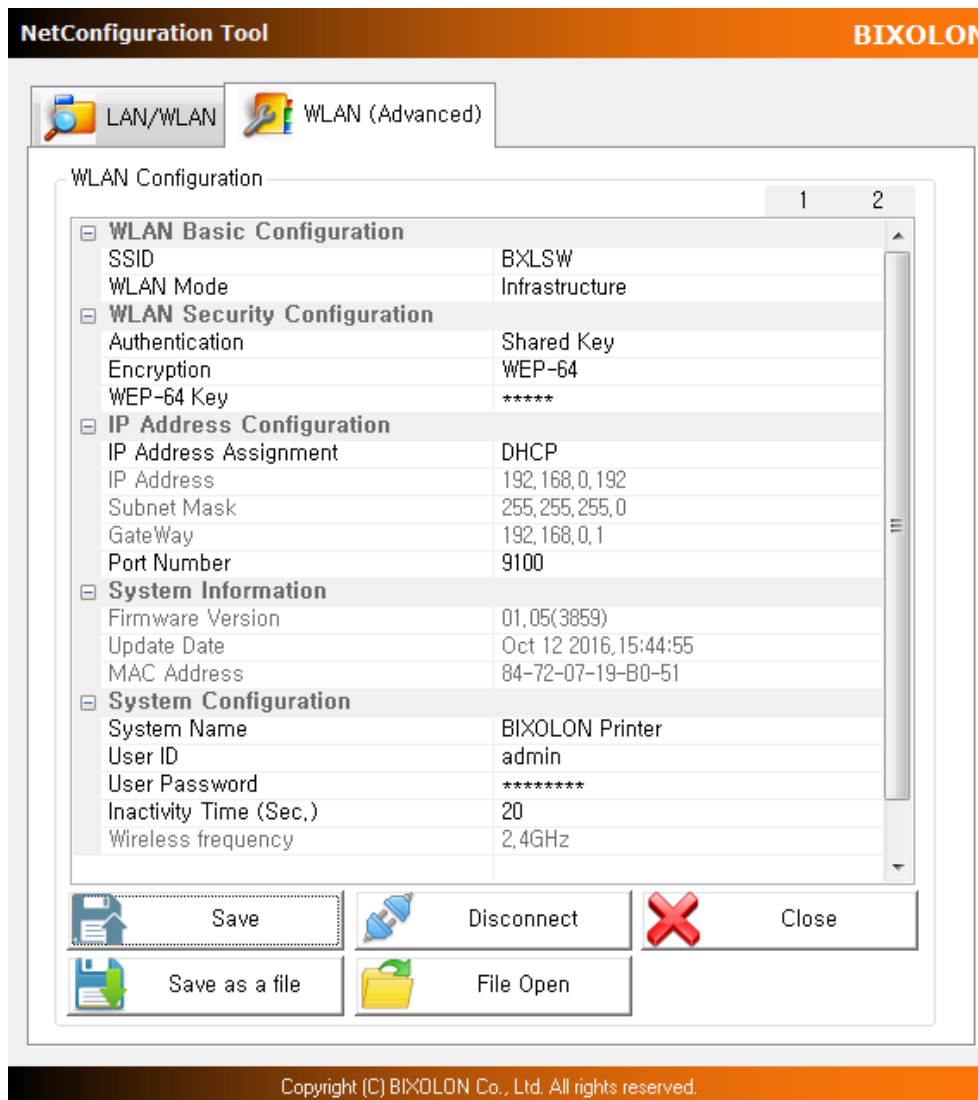 NetConfiguration Tool BIXOLON
LAN/WLAN WLAN (Advanced)
WLAN Configuration
1 2
WLAN Basic Configuration
SSID BXLSW
WLAN Mode Infrastructure
WLAN Security Configuration
Authentication Shared Key
Encryption WEP-64
WEP-64 Key *****
IP Address Configuration
IP Address Assignment DHCP
IP Address 192,168,0,192
Subnet Mask 255,255,255,0
GateWay 192,168,0,1
Port Number 9100
System Information
Firmware Version 01,05(3859)
Update Date Oct 12 2016,15:44:55
MAC Address 84-72-07-19-B0-51
System Configuration
System Name BIXOLON Printer
User ID admin
User Password ********
Inactivity Time (Sec,) 20
Wireless frequency 2,4GHz
Save Disconnect Close
Save as a file File Open
Copyright (C) BIXOLON Co., Ltd. All rights reserved.